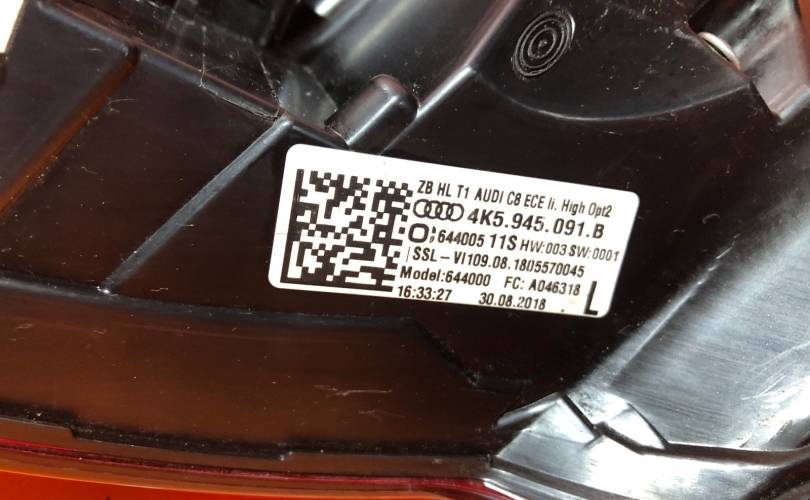 ZB HL T1 AUDI C8 ECE li. High Opt2
4K5.945.091.B
644005 11S HW:003 SW:0001
SSL - VI109.08.1805570045
Model:644000 FC: A046318
16:33:27 30.08.2018 L